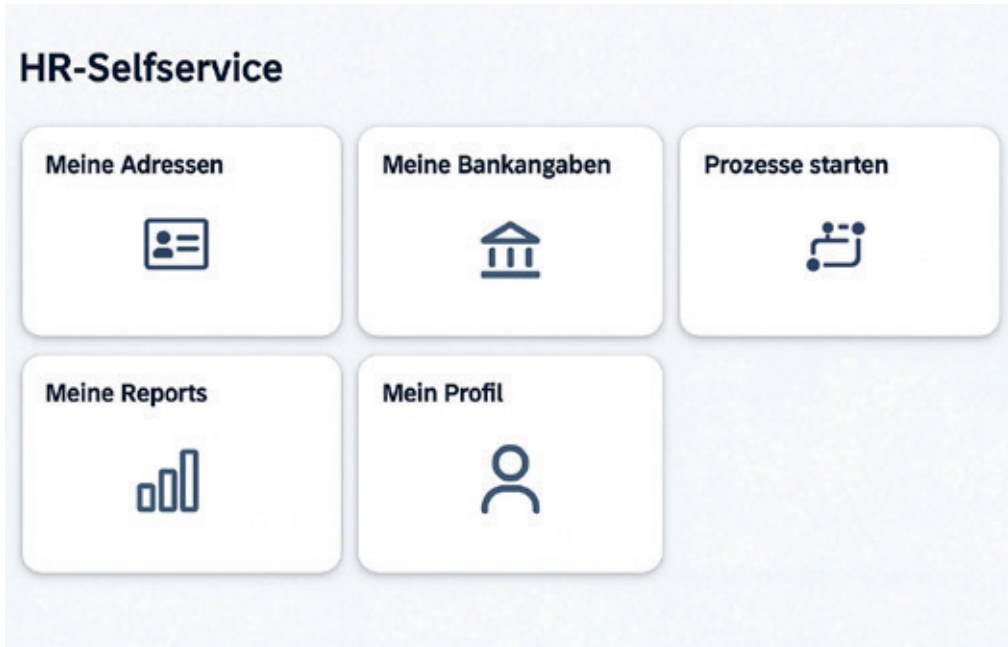 HR-Selfservice
Meine Adressen
Meine Bankangaben
Prozesse starten
Meine Reports
Mein Profil